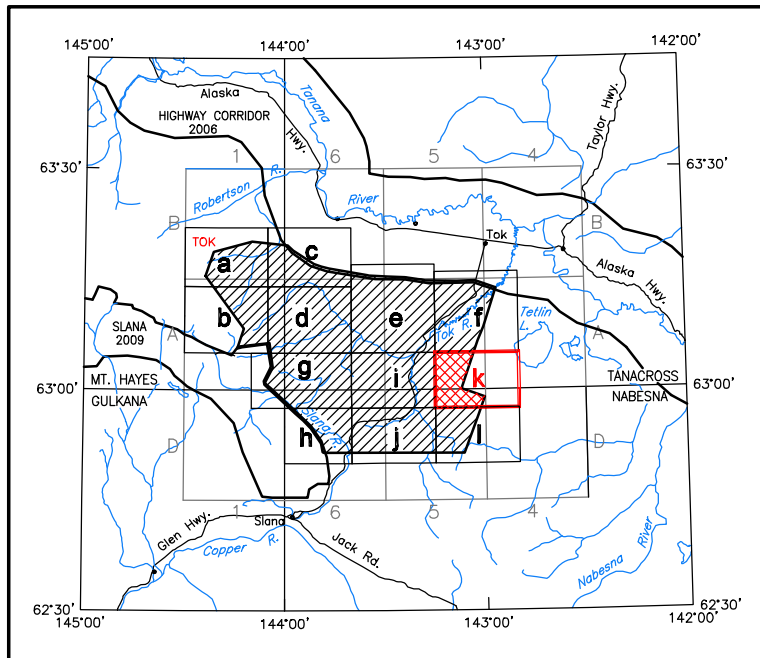 145°00'
144°00'
143°00'
142°00'
Alaska
Tanana
HIGHWAY CORRIDOR
2006
Hwy.
Taylor Hwy.
63°30'
1
6
5
4
63°30'
R.
Robertson
River
B
B
Tok
TOK
c
a
Alaska
Hwy.
Tetlin
L.
b
d
e
f
Tok R.
SLANA
2009
A
A
g
i
k
63°00'
MT. HAYES
TANACROSS
63°00'
GULKANA
NABESNA
Slana R.
h
j
l
D
D
1
6
5
4
Slana
Glen Hwy.
Copper
R.
Jack Rd.
Nabesna
River
62°30'
62°30'
145°00'
144°00'
143°00'
142°00'